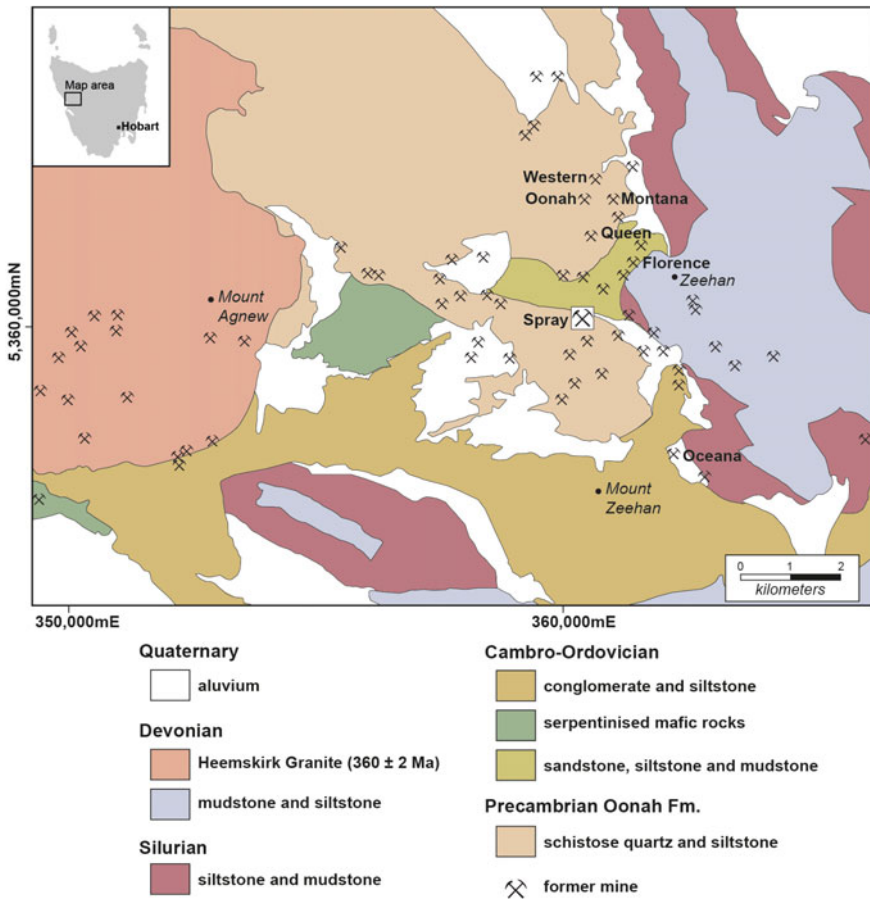 Map area
Hobart
Western
Oonah
Montana
Queen
Florence
Zeehan
Mount
Agnew
Spray
5,360,000mN
Oceana
Mount
Zeehan
0 1 2
kilometers
350,000mE
360,000mE
Quaternary
aluvium
Devonian
Heemskirk Granite (360 ± 2 Ma)
mudstone and siltstone
Silurian
siltstone and mudstone
Cambro-Ordovician
conglomerate and siltstone
serpentinised mafic rocks
sandstone, siltstone and mudstone
Precambrian Oonah Fm.
schistose quartz and siltstone
former mine